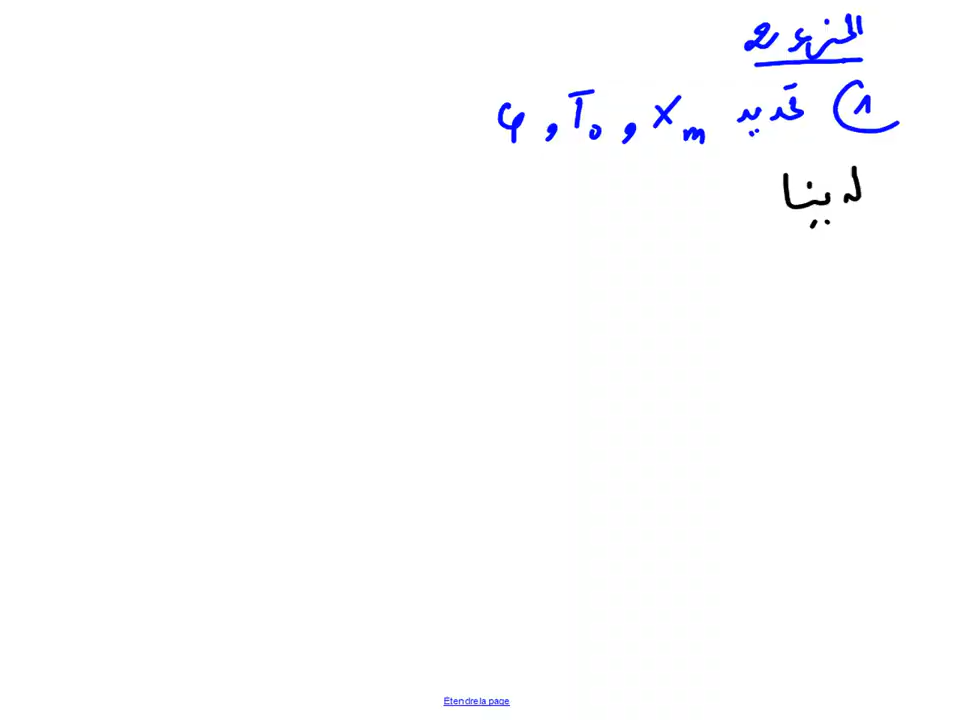 الجزء 2
1) تحديد Xm , T0 , φ
لدينا
Etendre la page